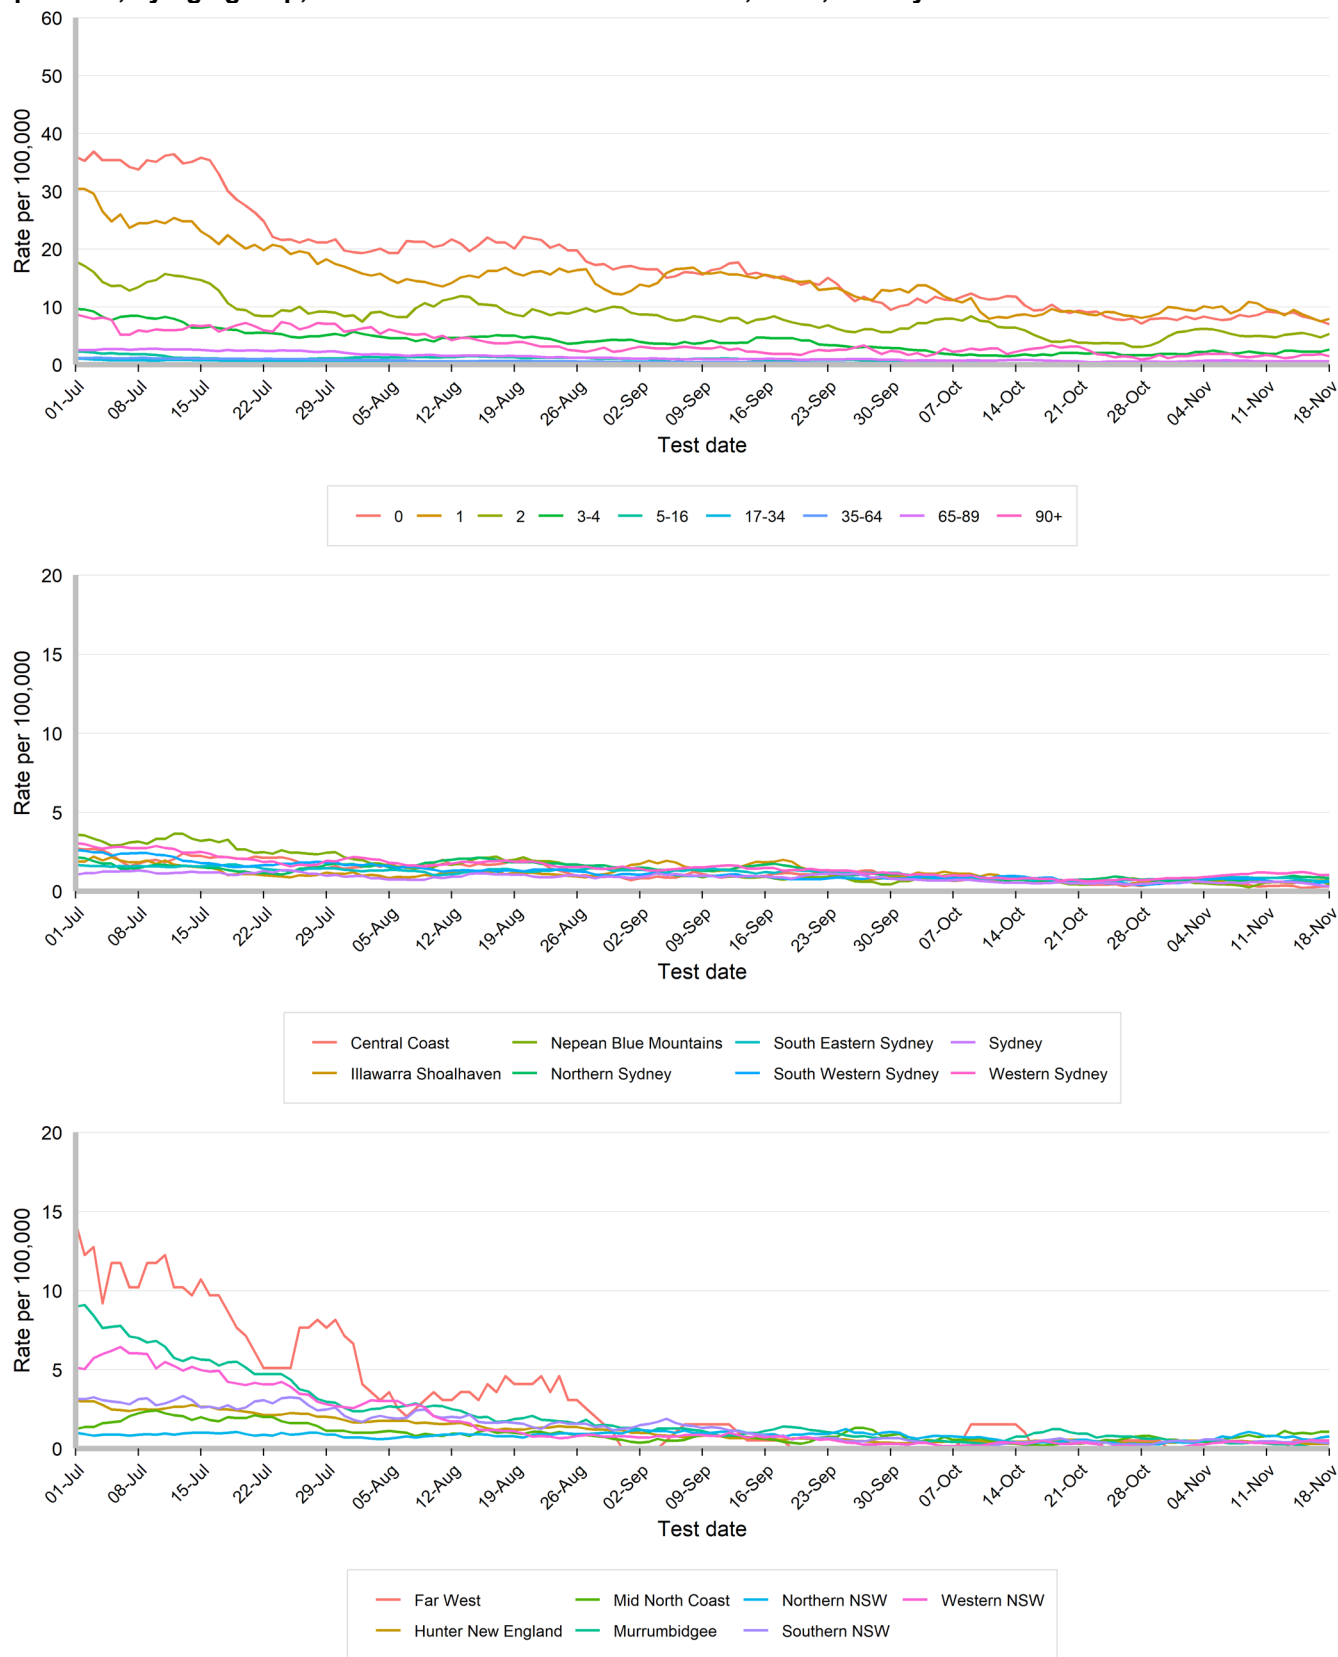 60
50
40
30
20
10
0
Rate per 100,000
01-Jul 08-Jul 15-Jul 22-Jul 29-Jul 05-Aug 12-Aug 19-Aug 26-Aug 02-Sep 09-Sep 16-Sep 23-Sep 30-Sep 07-Oct 14-Oct 21-Oct 28-Oct 04-Nov 11-Nov 18-Nov
Test date
0 1 2 3-4 5-16 17-34 35-64 65-89 90+
20
15
10
5
0
Rate per 100,000
01-Jul 08-Jul 15-Jul 22-Jul 29-Jul 05-Aug 12-Aug 19-Aug 26-Aug 02-Sep 09-Sep 16-Sep 23-Sep 30-Sep 07-Oct 14-Oct 21-Oct 28-Oct 04-Nov 11-Nov 18-Nov
Test date
Central Coast Nepean Blue Mountains South Eastern Sydney Sydney
Illawarra Shoalhaven Northern Sydney South Western Sydney Western Sydney
20
15
10
5
0
Rate per 100,000
01-Jul 08-Jul 15-Jul 22-Jul 29-Jul 05-Aug 12-Aug 19-Aug 26-Aug 02-Sep 09-Sep 16-Sep 23-Sep 30-Sep 07-Oct 14-Oct 21-Oct 28-Oct 04-Nov 11-Nov 18-Nov
Test date
Far West Mid North Coast Northern NSW Western NSW
Hunter New England Murrumbidgee Southern NSW